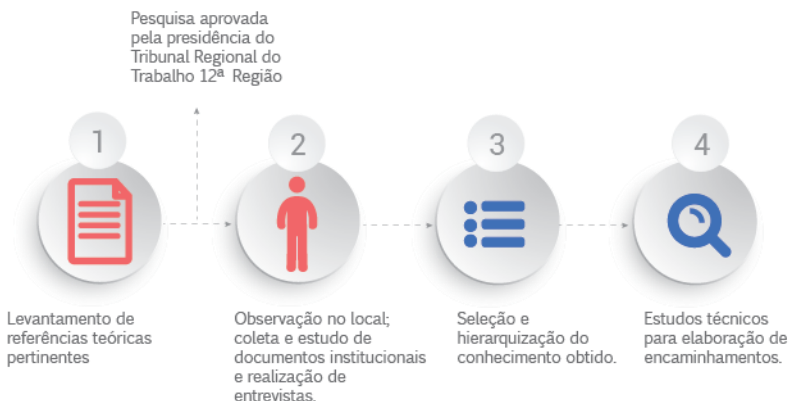 Pesquisa aprovada
pela presidência do
Tribunal Regional do
Trabalho 12ª Região
1
2
3
4
Levantamento de
referências teóricas
pertinentes
Observação no local;
coleta e estudo de
documentos institucionais
e realização de
entrevistas.
Seleção e
hierarquização do
conhecimento obtido.
Estudos técnicos
para elaboração de
encaminhamentos.